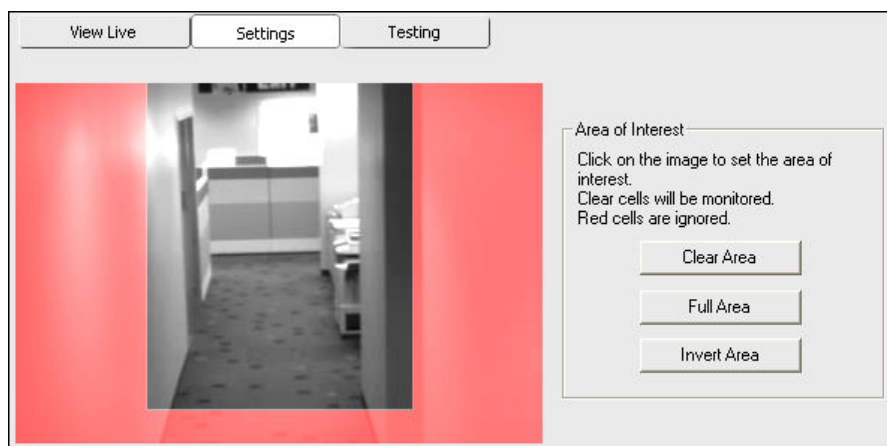 View Live
Settings
Testing
Area of Interest
Click on the image to set the area of
interest.
Clear cells will be monitored.
Red cells are ignored.
Clear Area
Full Area
Invert Area